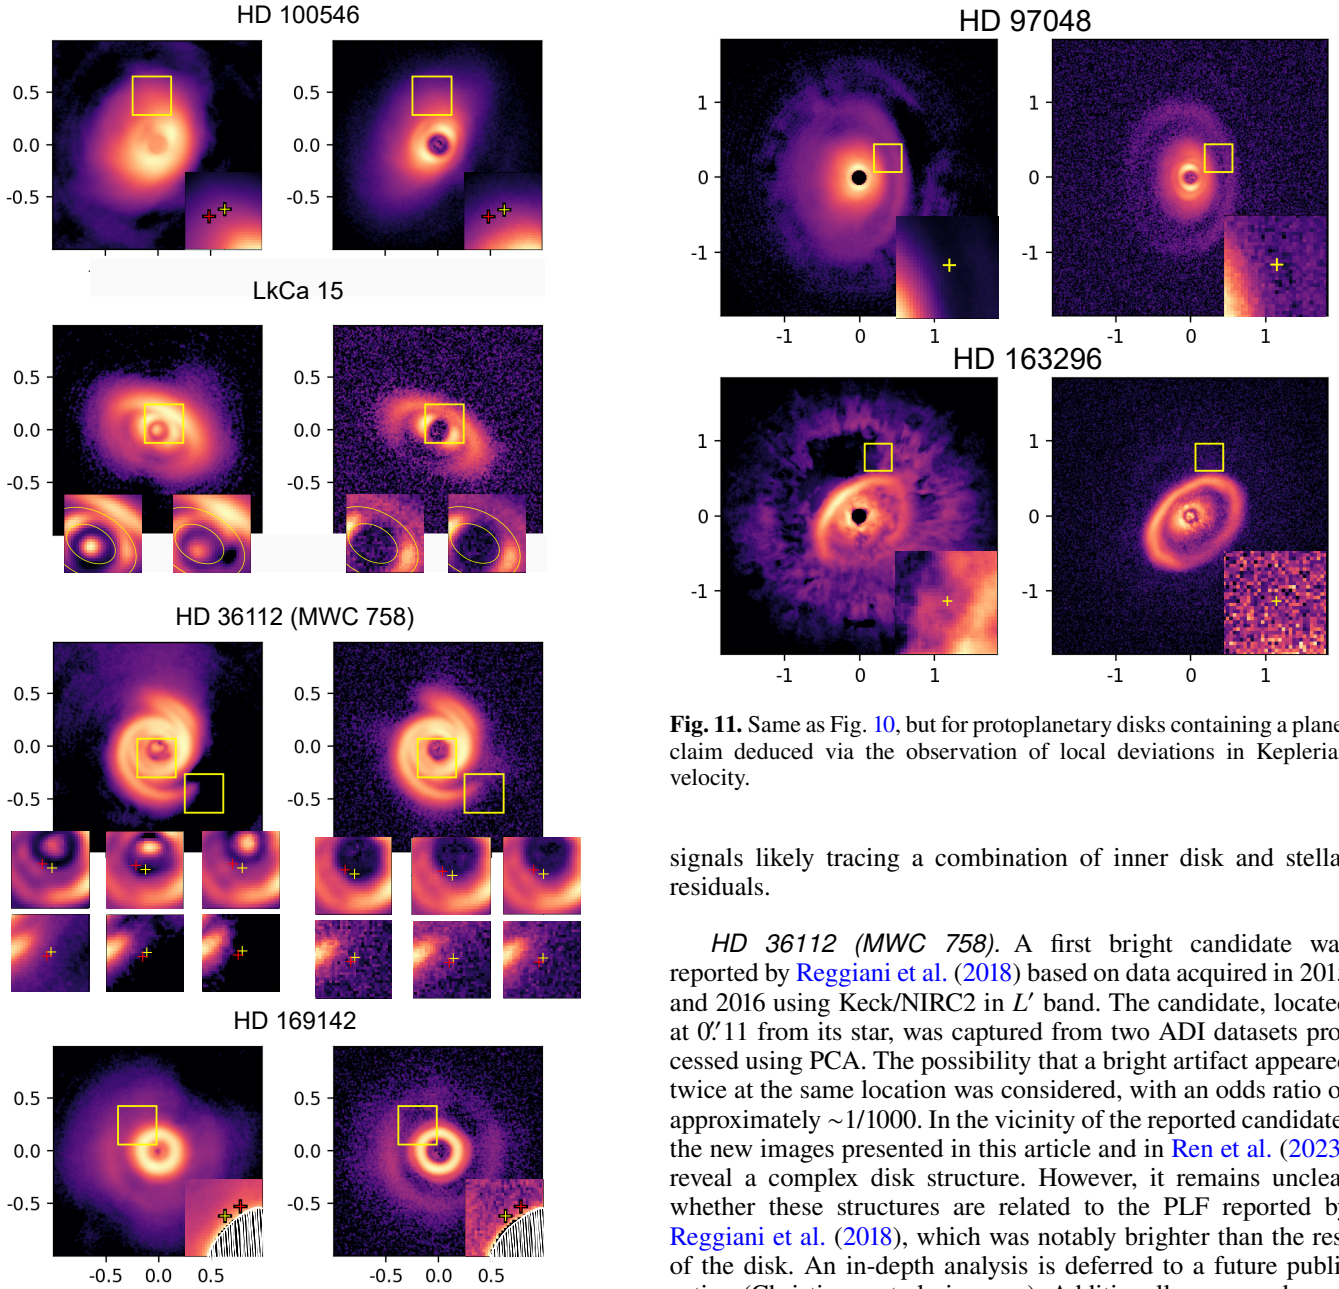 HD 100546
0.5
0.0
-0.5
0.5
0.0
-0.5
LkCa 15
0.5
0.0
-0.5
0.5
0.0
-0.5
HD 36112 (MWC 758)
0.5
0.0
-0.5
0.5
0.0
-0.5
HD 169142
0.5
0.0
-0.5
0.5
0.0
-0.5
-0.5 0.0 0.5
-0.5 0.0 0.5
HD 97048
1
0
-1
1
0
-1
-1 0 1
-1 0 1
HD 163296
1
0
-1
1
0
-1
-1 0 1
-1 0 1
Fig. 11. Same as Fig. 10, but for protoplanetary disks containing a plane
claim deduced via the observation of local deviations in Kepleria
velocity.
signals likely tracing a combination of inner disk and stella
residuals.
HD 36112 (MWC 758). A first bright candidate wa
reported by Reggiani et al. (2018) based on data acquired in 201
and 2016 using Keck/NIRC2 in L′ band. The candidate, locate
at 0″.11 from its star, was captured from two ADI datasets pro
cessed using PCA. The possibility that a bright artifact appeare
twice at the same location was considered, with an odds ratio o
approximately ∼1/1000. In the vicinity of the reported candidate
the new images presented in this article and in Ren et al. (2023
reveal a complex disk structure. However, it remains unclea
whether these structures are related to the PLF reported by
Reggiani et al. (2018), which was notably brighter than the res
of the disk. An in-depth analysis is deferred to a future publi